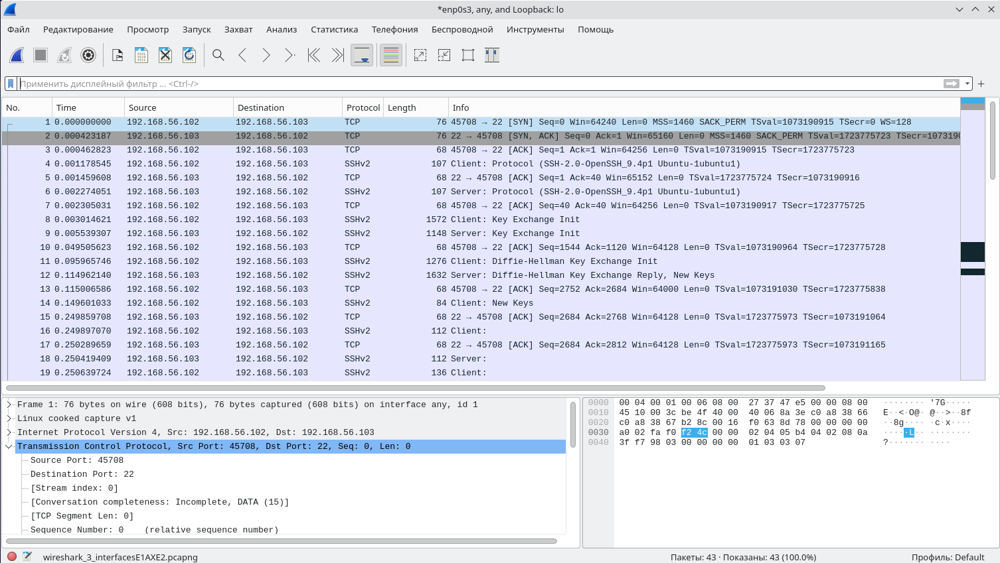 *enp0s3, any, and Loopback: lo
Файл Редактирование Просмотр Запуск Захват Анализ Статистика Телефония Беспроводной Инструменты Помощь
Применить дисплейный фильтр ... <Ctrl-/>
No. Time Source Destination Protocol Length Info
1 0.000000000 192.168.56.102 192.168.56.103 TCP 76 45708 → 22 [SYN] Seq=0 Win=64240 Len=0 MSS=1460 SACK_PERM TSval=1073190915 TSecr=0 WS=128
2 0.000423187 192.168.56.103 192.168.56.102 TCP 76 22 → 45708 [SYN, ACK] Seq=0 Ack=1 Win=65160 Len=0 MSS=1460 SACK_PERM TSval=1723775723 TSecr=107319
3 0.000462823 192.168.56.102 192.168.56.103 TCP 68 45708 → 22 [ACK] Seq=1 Ack=1 Win=64256 Len=0 TSval=1073190915 TSecr=1723775723
4 0.001178545 192.168.56.102 192.168.56.103 SSHv2 107 Client: Protocol (SSH-2.0-OpenSSH_9.4p1 Ubuntu-1ubuntu1)
5 0.001459608 192.168.56.103 192.168.56.102 TCP 68 22 → 45708 [ACK] Seq=1 Ack=40 Win=65152 Len=0 TSval=1723775724 TSecr=1073190916
6 0.002274051 192.168.56.103 192.168.56.102 SSHv2 107 Server: Protocol (SSH-2.0-OpenSSH_9.4p1 Ubuntu-1ubuntu1)
7 0.002305031 192.168.56.102 192.168.56.103 TCP 68 45708 → 22 [ACK] Seq=40 Ack=40 Win=64256 Len=0 TSval=1073190917 TSecr=1723775725
8 0.003014621 192.168.56.102 192.168.56.103 SSHv2 1572 Client: Key Exchange Init
9 0.005539307 192.168.56.103 192.168.56.102 SSHv2 1148 Server: Key Exchange Init
10 0.049505623 192.168.56.102 192.168.56.103 TCP 68 45708 → 22 [ACK] Seq=1544 Ack=1120 Win=64128 Len=0 TSval=1073190964 TSecr=1723775728
11 0.095965746 192.168.56.102 192.168.56.103 SSHv2 1276 Client: Diffie-Hellman Key Exchange Init
12 0.114962140 192.168.56.103 192.168.56.102 SSHv2 1632 Server: Diffie-Hellman Key Exchange Reply, New Keys
13 0.115006586 192.168.56.102 192.168.56.103 TCP 68 45708 → 22 [ACK] Seq=2752 Ack=2684 Win=64000 Len=0 TSval=1073191030 TSecr=1723775838
14 0.149601033 192.168.56.102 192.168.56.103 SSHv2 84 Client: New Keys
15 0.249859708 192.168.56.103 192.168.56.102 TCP 68 22 → 45708 [ACK] Seq=2684 Ack=2768 Win=64128 Len=0 TSval=1723775973 TSecr=1073191064
16 0.249897070 192.168.56.102 192.168.56.103 SSHv2 112 Client:
17 0.250289659 192.168.56.103 192.168.56.102 TCP 68 22 → 45708 [ACK] Seq=2684 Ack=2812 Win=64128 Len=0 TSval=1723775973 TSecr=1073191165
18 0.250419409 192.168.56.103 192.168.56.102 SSHv2 112 Server:
19 0.250639724 192.168.56.102 192.168.56.103 SSHv2 136 Client:
Frame 1: 76 bytes on wire (608 bits), 76 bytes captured (608 bits) on interface any, id 1
Linux cooked capture v1
Internet Protocol Version 4, Src: 192.168.56.102, Dst: 192.168.56.103
Transmission Control Protocol, Src Port: 45708, Dst Port: 22, Seq: 0, Len: 0
Source Port: 45708
Destination Port: 22
[Stream index: 0]
[Conversation completeness: Incomplete, DATA (15)]
[TCP Segment Len: 0]
Sequence Number: 0 (relative sequence number)
0000 00 04 00 01 00 06 08 00 27 37 47 e5 00 00 08 00 ········ '7G·····
0010 45 10 00 3c be 4f 40 00 40 06 8a 3e c0 a8 38 66 E··<·O@· @··>··8f
0020 c0 a8 38 67 b2 8c 00 16 f0 63 8d 78 00 00 00 00 ··8g···· ·c·x····
0030 a0 02 fa f0 f2 4c 00 00 02 04 05 b4 04 02 08 0a ·····L·· ········
0040 3f f7 98 03 00 00 00 00 01 03 03 07 ?······· ····
wireshark_3_interfacesE1AXE2.pcapng Пакеты: 43 · Показаны: 43 (100.0%) Профиль: Default